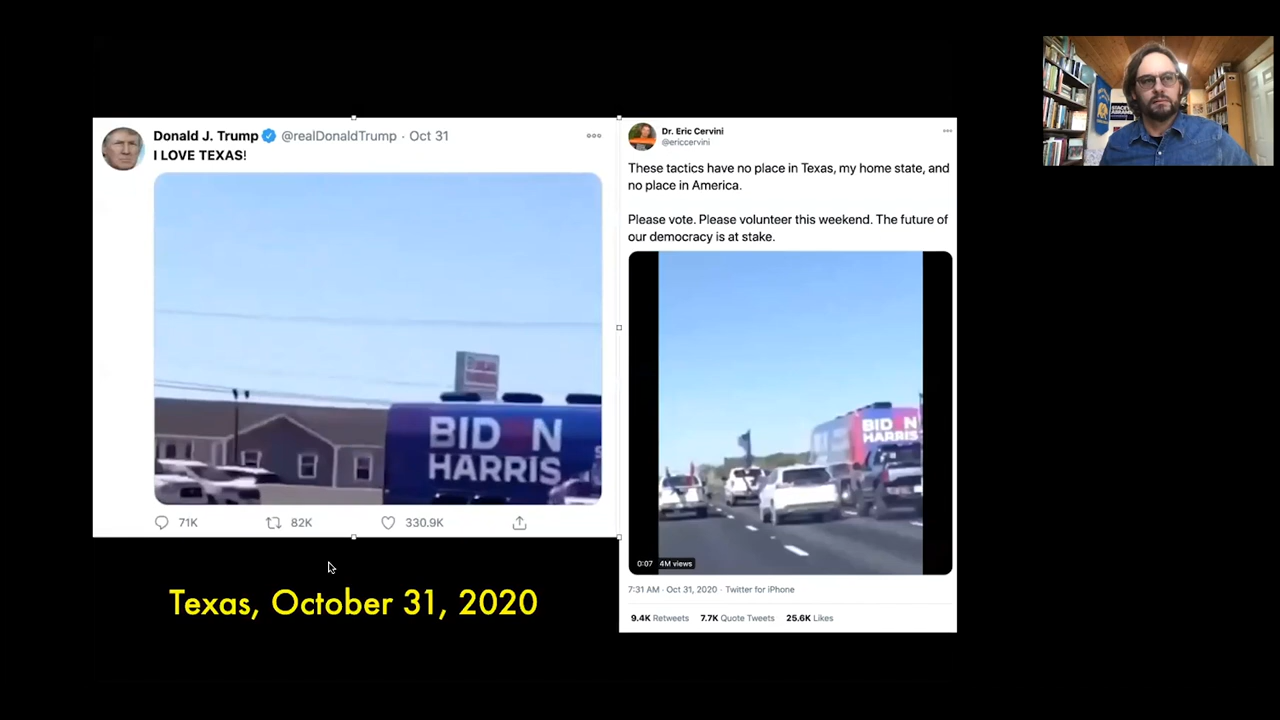 Donald J. Trump @realDonaldTrump · Oct 31
I LOVE TEXAS!
BID N
HARRIS
71K 82K 330.9K
Texas, October 31, 2020
Dr. Eric Cervini
@ericcervini
These tactics have no place in Texas, my home state, and
no place in America.
Please vote. Please volunteer this weekend. The future of
our democracy is at stake.
BID N
HARRIS
0:07 4M views
7:31 AM · Oct 31, 2020 · Twitter for iPhone
9.4K Retweets 7.7K Quote Tweets 25.6K Likes
STACEY
ABRAMS